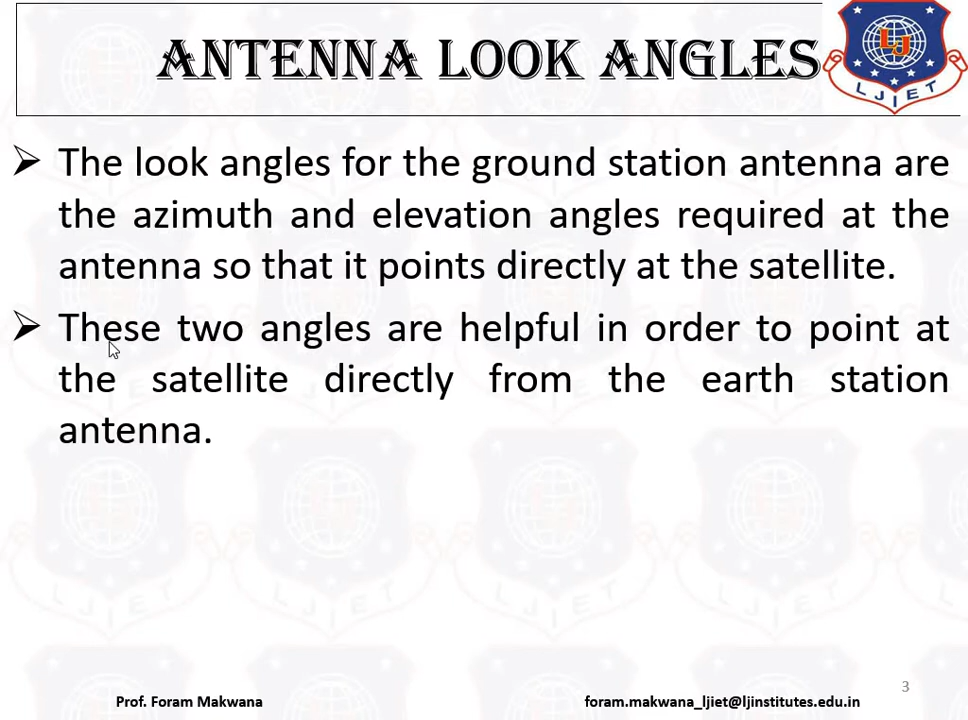 ANTENNA LOOK ANGLES
LJ
LJIET
➢ The look angles for the ground station antenna are
the azimuth and elevation angles required at the
antenna so that it points directly at the satellite.
➢ These two angles are helpful in order to point at
the satellite directly from the earth station
antenna.
3
Prof. Foram Makwana
foram.makwana_ljiet@ljinstitutes.edu.in